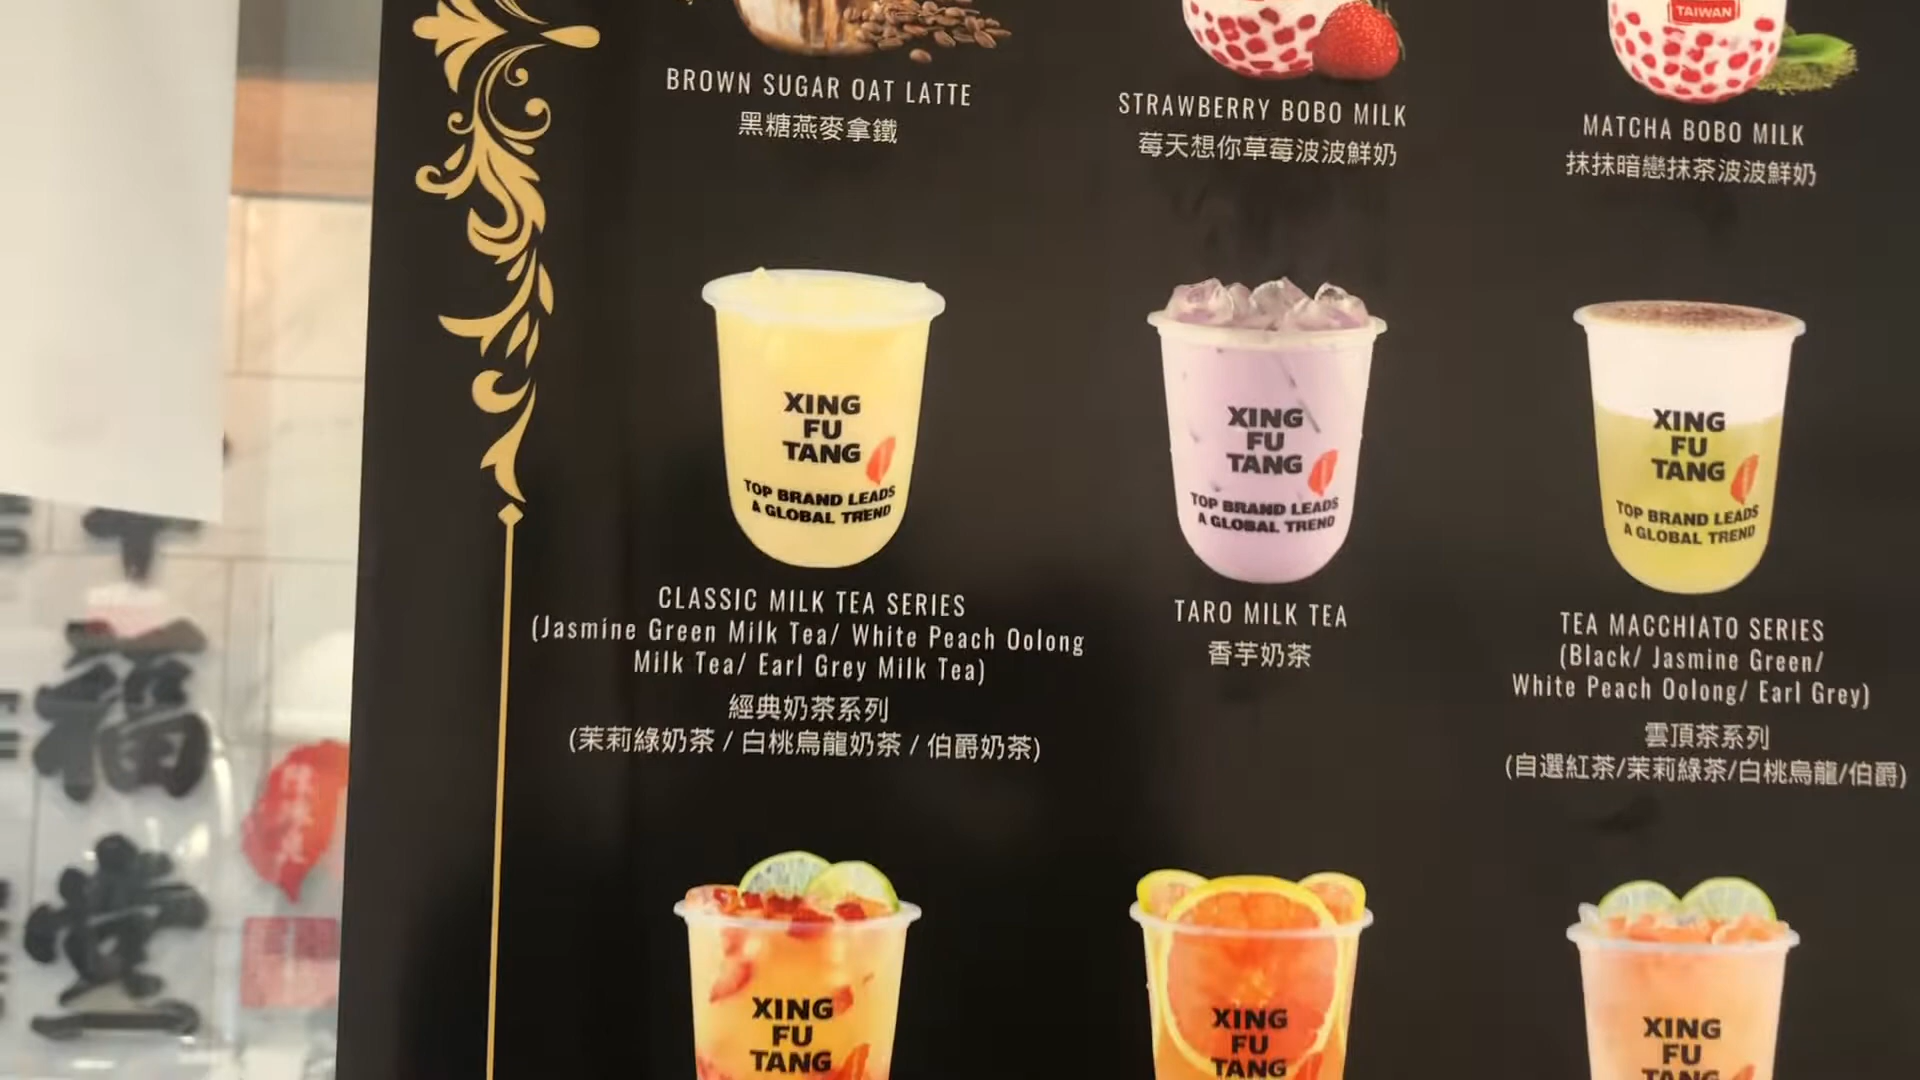 TAIWAN
BROWN SUGAR OAT LATTE
黑糖燕麥拿鐵
STRAWBERRY BOBO MILK
莓天想你草莓波波鮮奶
MATCHA BOBO MILK
抹抹暗戀抹茶波波鮮奶
XING
FU
TANG
TOP BRAND LEADS
A GLOBAL TREND
CLASSIC MILK TEA SERIES
(Jasmine Green Milk Tea/ White Peach Oolong
Milk Tea/ Earl Grey Milk Tea)
經典奶茶系列
(茉莉綠奶茶 / 白桃烏龍奶茶 / 伯爵奶茶)
XING
FU
TANG
TOP BRAND LEADS
A GLOBAL TREND
TARO MILK TEA
香芋奶茶
XING
FU
TANG
TOP BRAND LEADS
A GLOBAL TREND
TEA MACCHIATO SERIES
(Black/ Jasmine Green/
White Peach Oolong/ Earl Grey)
雲頂茶系列
(自選紅茶/茉莉綠茶/白桃烏龍/伯爵)
XING
FU
TANG
XING
FU
TANG
XING
FU
TANG
福
堂